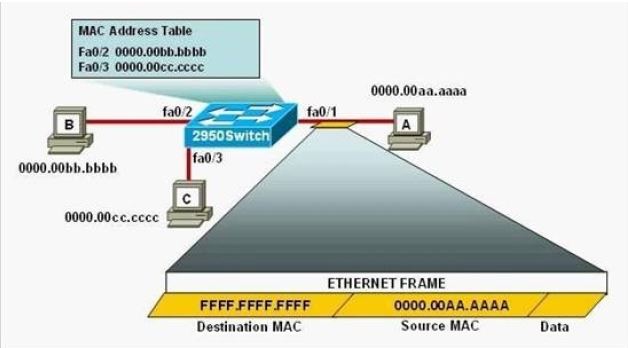 MAC Address Table
Fa0/2 0000.00bb.bbbb
Fa0/3 0000.00cc.cccc
0000.00aa.aaaa
fa0/2
fa0/1
B
2950Switch
A
fa0/3
0000.00bb.bbbb
C
0000.00cc.cccc
ETHERNET FRAME
FFFF.FFFF.FFFF 0000.00AA.AAAA
Destination MAC Source MAC Data